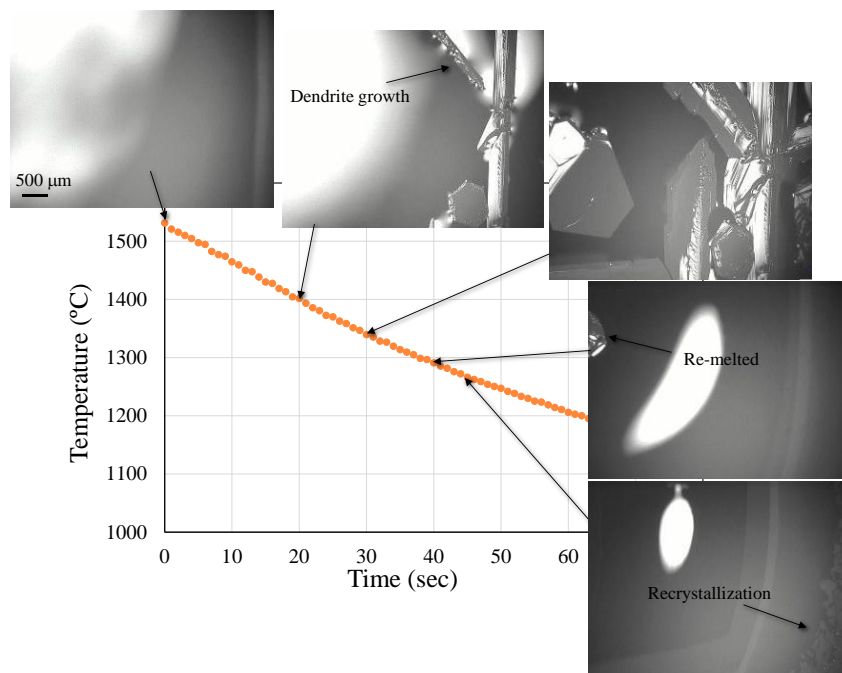 500 μm
Dendrite growth
Re-melted
Recrystallization
Temperature (ºC)
1500
1400
1300
1200
1100
1000
0 10 20 30 40 50 60
Time (sec)